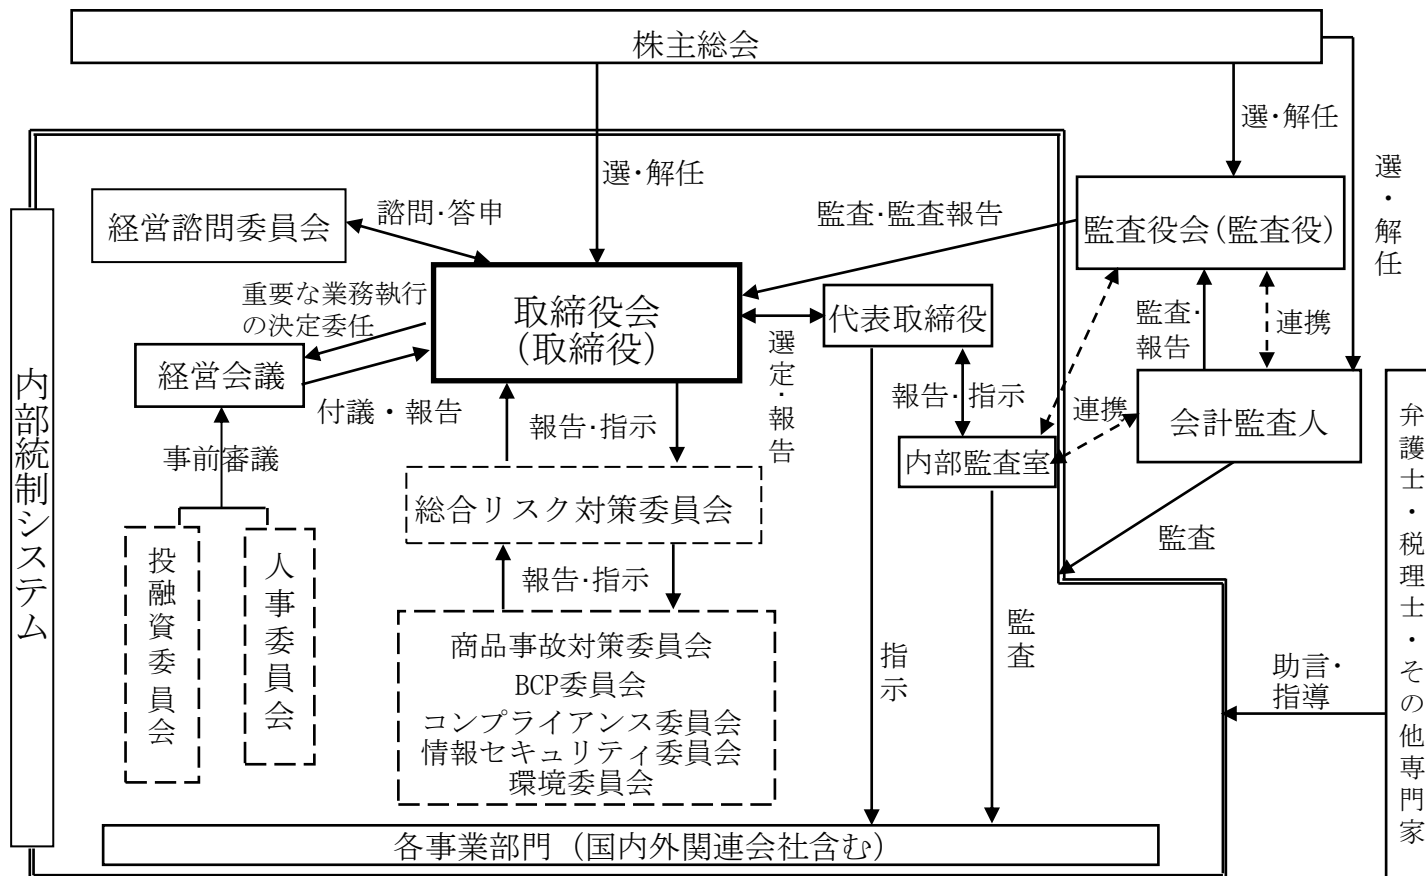 株主総会
選・解任
選・解任
選・解任
経営諮問委員会
諮問・答申
監査・監査報告
監査役会(監査役)
重要な業務執行
の決定委任
取締役会
(取締役)
代表取締役
選定・報告
監査・
報告
連携
経営会議
付議・報告
報告・指示
報告・指示
連携
会計監査人
内部監査室
事前審議
総合リスク対策委員会
監査
投融資委員会
人事委員会
報告・指示
商品事故対策委員会
BCP委員会
コンプライアンス委員会
情報セキュリティ委員会
環境委員会
指示
監査
助言・
指導
弁護士・税理士・その他専門家
内部統制システム
各事業部門（国内外関連会社含む）